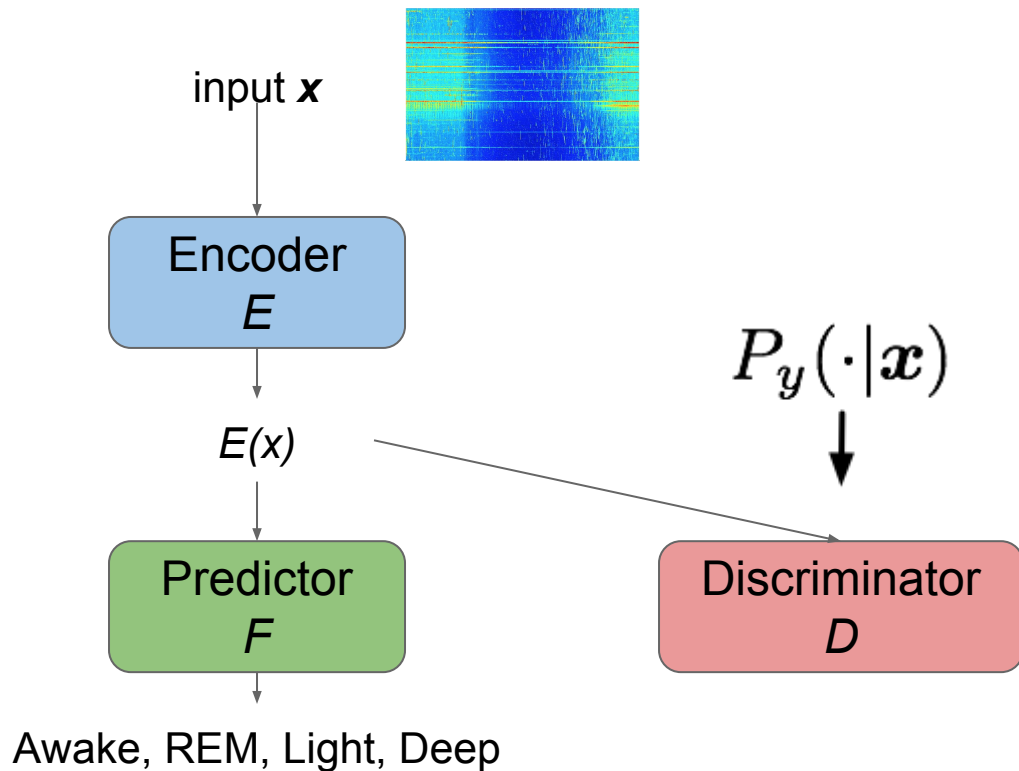 input x
Encoder
E
P_y(·|x)
E(x)
Predictor
F
Discriminator
D
Awake, REM, Light, Deep